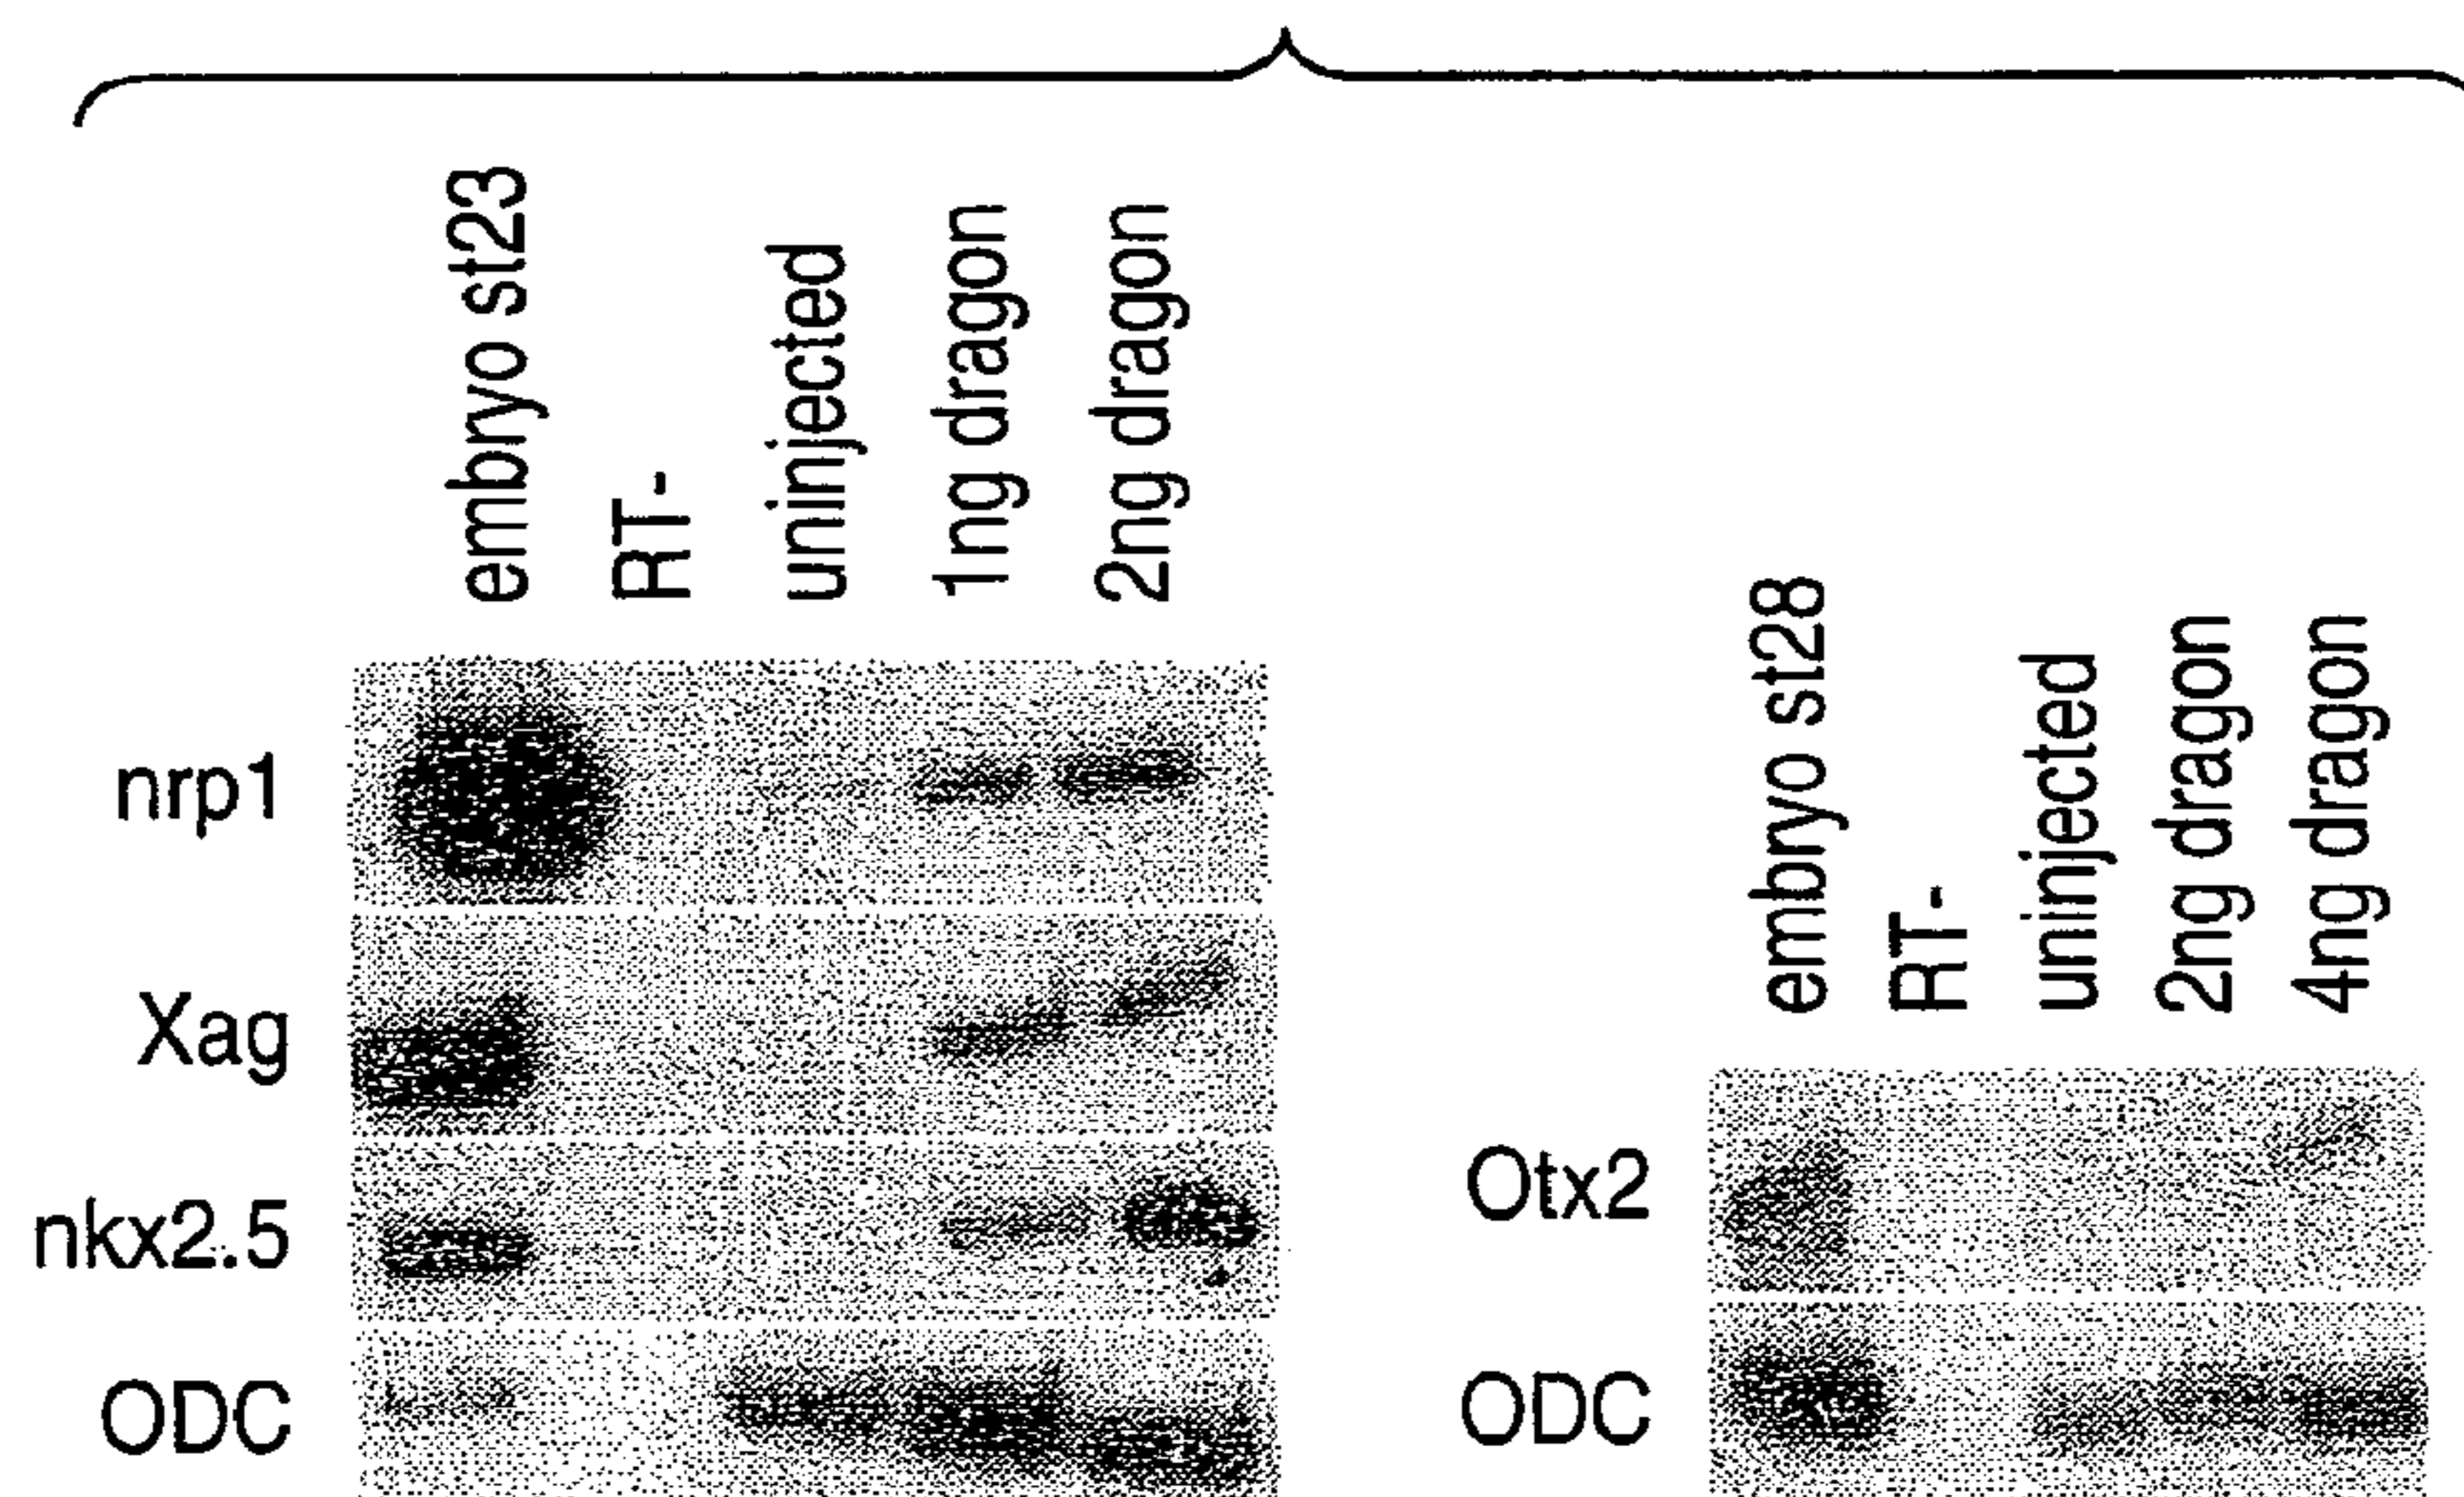 embryo st23
RT-
uninjected
1ng dragon
2ng dragon
nrp1
Xag
nkx2.5
ODC
embryo st28
RT-
uninjected
2ng dragon
4ng dragon
Otx2
ODC